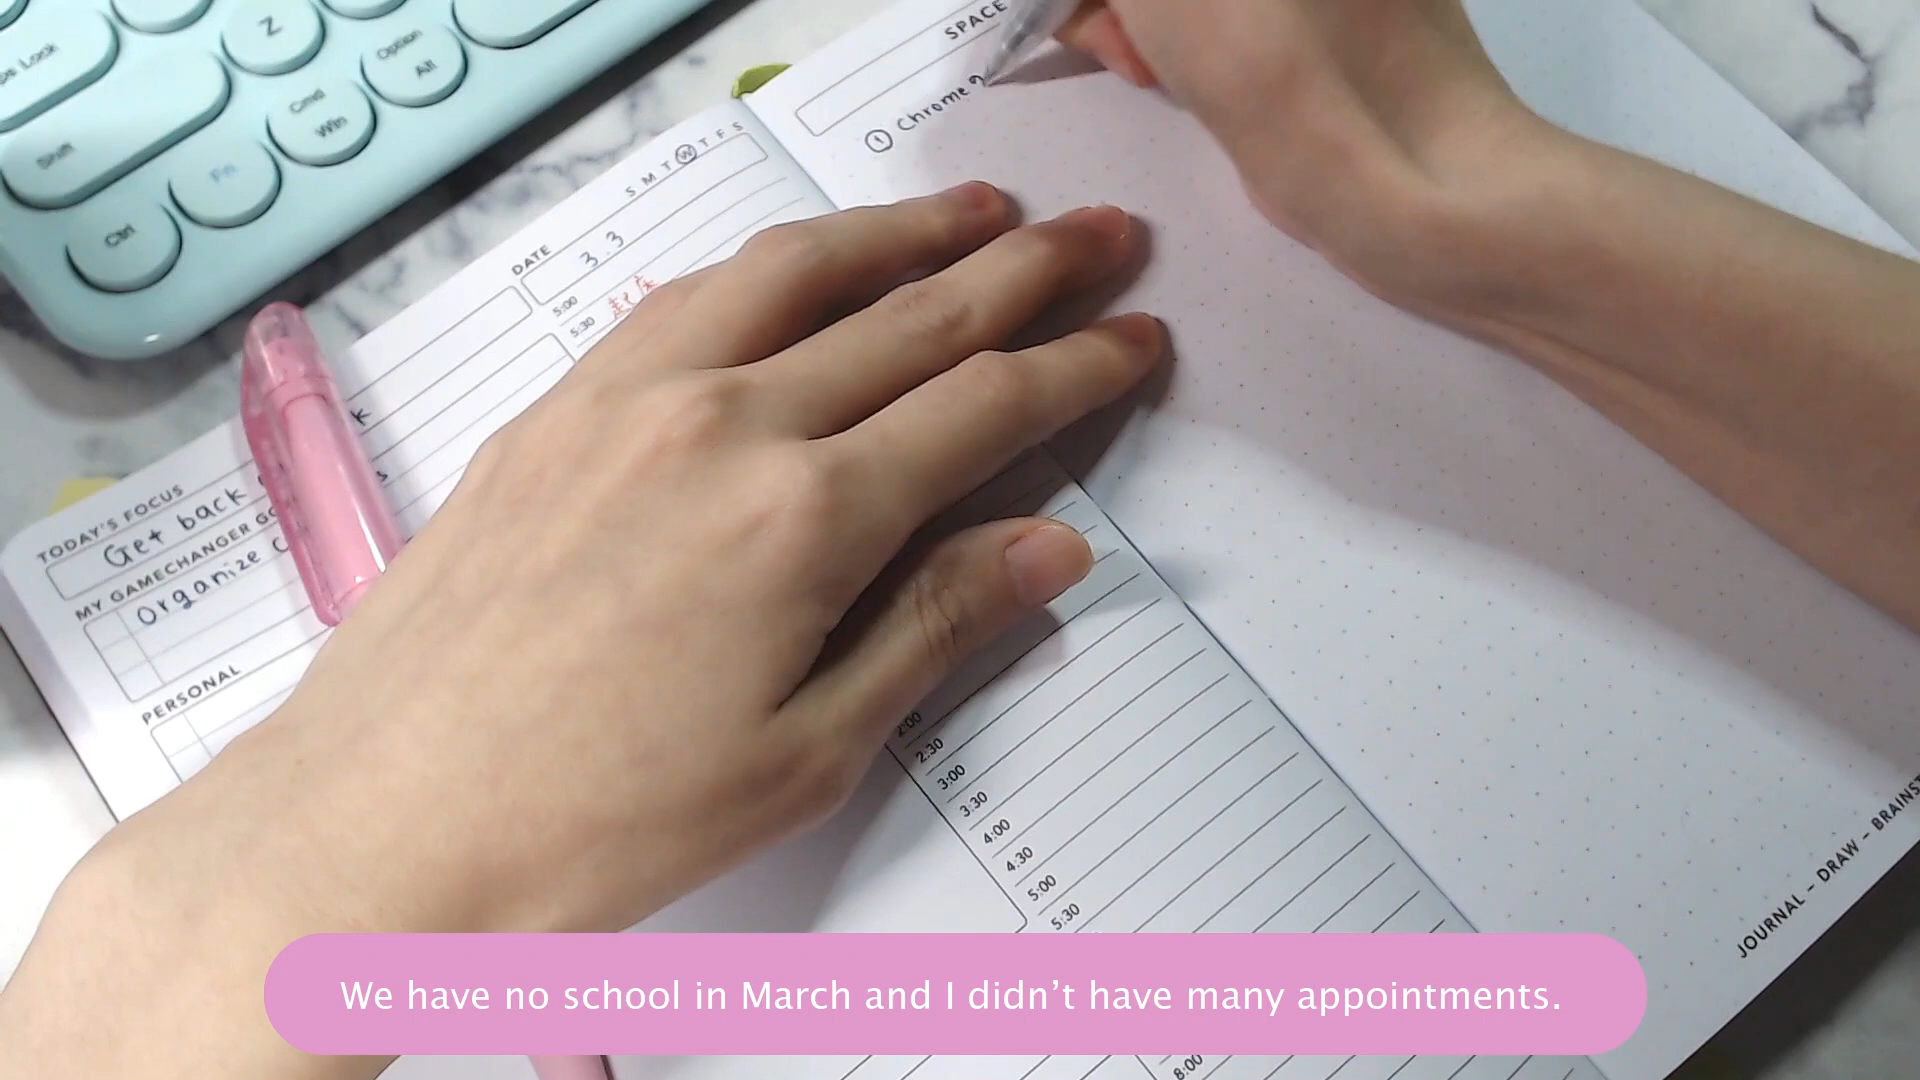 ps Lock
Z
Option
Alt
Cmd
Win
Shift
Fn
Ctrl
TODAY'S FOCUS
Get back
k
MY GAMECHANGER GO
Organize
s
PERSONAL
DATE
S M T W T F S
3.3
5:00
5:30
起床
2:00
2:30
3:00
3:30
4:00
4:30
5:00
5:30
8:00
SPACE
① Chrome
JOURNAL – DRAW – BRAINST
We have no school in March and I didn't have many appointments.